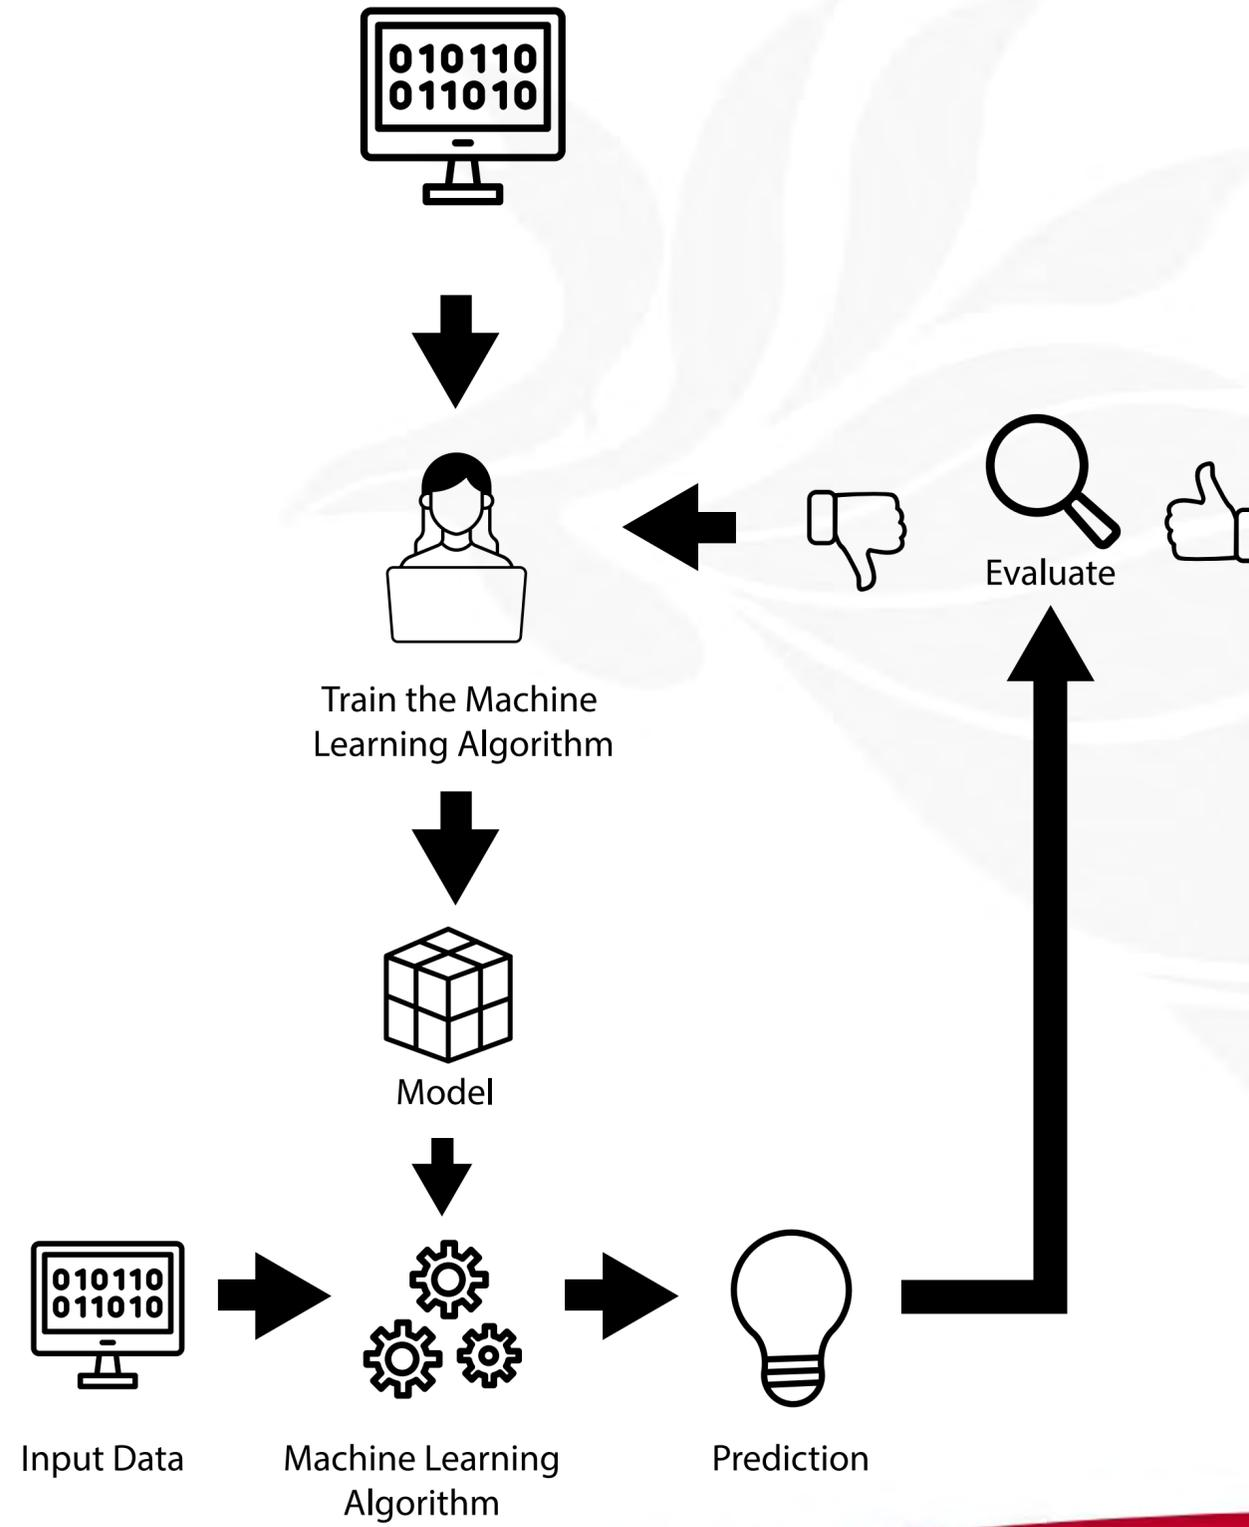 010110
011010
Evaluate
Train the Machine
Learning Algorithm
Model
010110
011010
Input Data
Machine Learning
Algorithm
Prediction